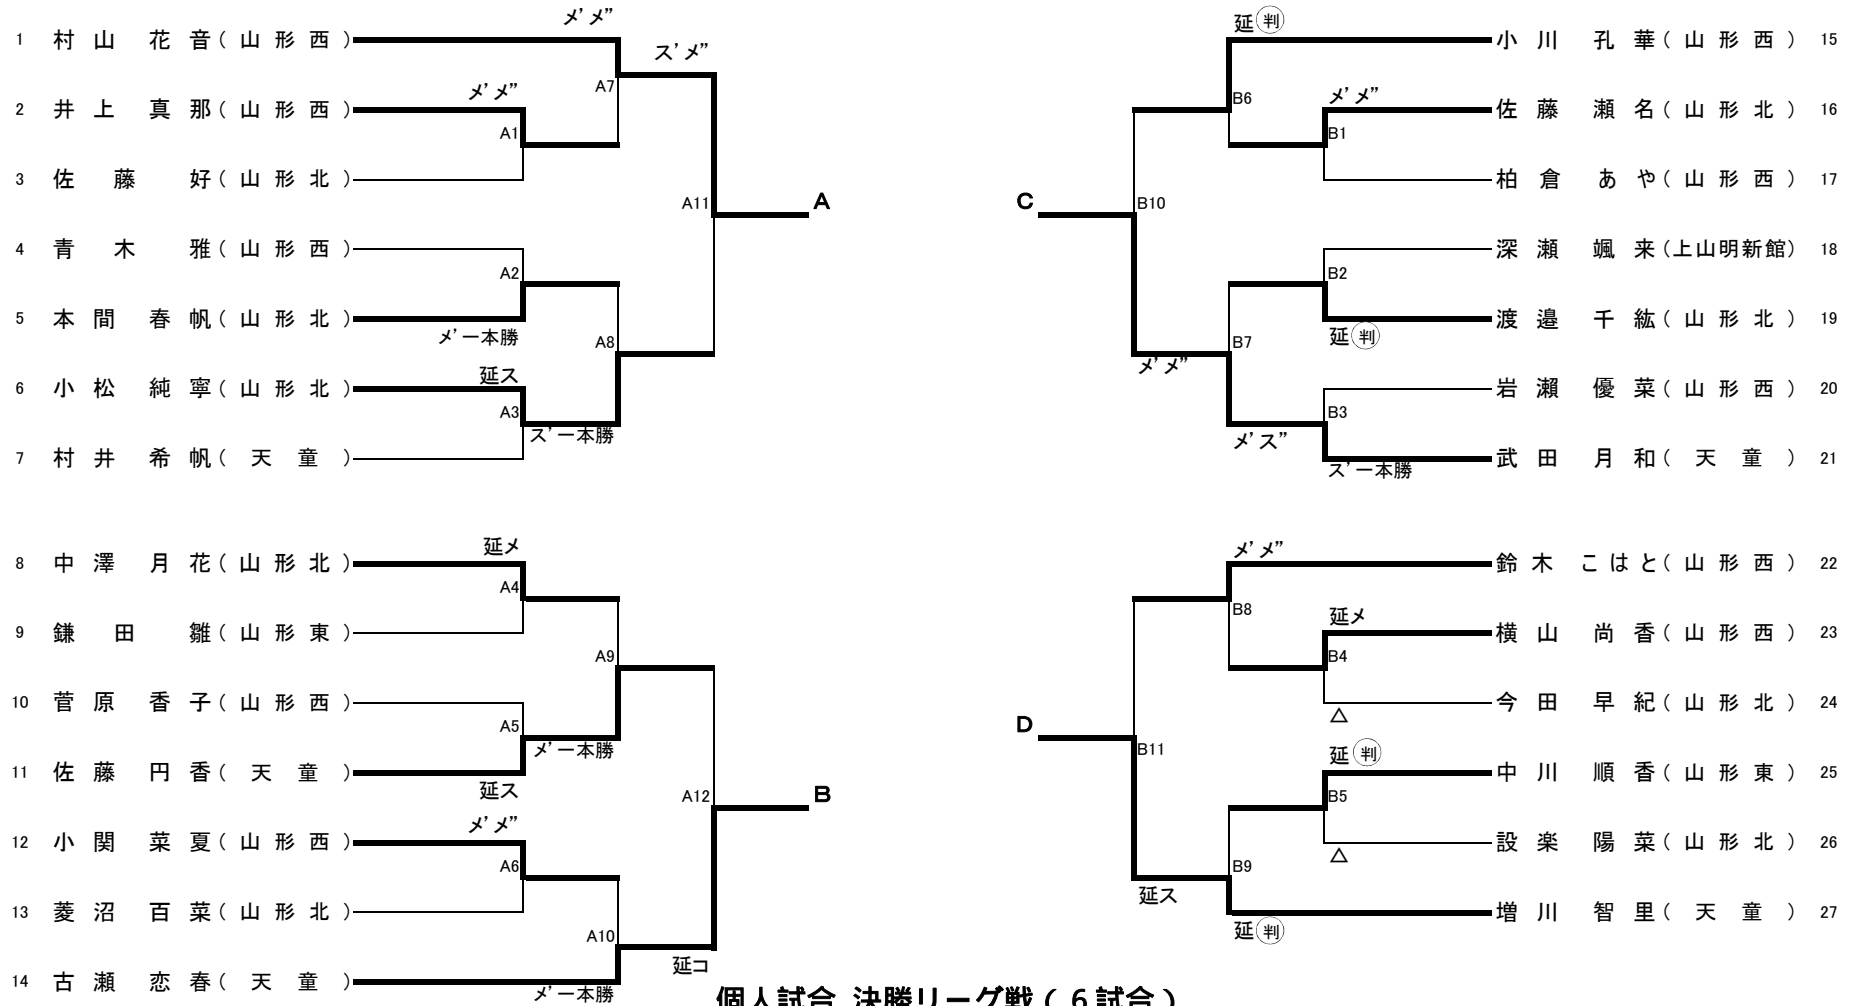 メ’メ”
1 村山 花音(山形西)
ス’メ”
A7
メ’メ”
2 井上 真那(山形西)
A1
3 佐藤 好(山形北)
A11
A
4 青木 雅(山形西)
A2
5 本間 春帆(山形北)
メ’一本勝
A8
延ス
6 小松 純寧(山形北)
A3
ス’一本勝
7 村井 希帆(天童)
延メ
8 中澤 月花(山形北)
A4
9 鎌田 雛(山形東)
A9
10 菅原 香子(山形西)
A5
メ’一本勝
11 佐藤 円香(天童)
延ス
A12
B
メ’メ”
12 小関 菜夏(山形西)
A6
13 菱沼 百菜(山形北)
A10
延コ
14 古瀬 恋春(天童)
メ’一本勝
延判
小川 孔華(山形西) 15
B6
メ’メ”
佐藤 瀬名(山形北) 16
B1
柏倉 あや(山形西) 17
C
B10
深瀬 颯来(上山明新館) 18
B2
渡邉 千紘(山形北) 19
延判
B7
メ’メ”
岩瀨 優菜(山形西) 20
B3
メ’ス”
武田 月和(天童) 21
ス’一本勝
メ’メ”
鈴木 こはと(山形西) 22
B8
延メ
横山 尚香(山形西) 23
B4
今田 早紀(山形北) 24
△
D
B11
延判
中川 順香(山形東) 25
B5
設楽 陽菜(山形北) 26
△
B9
延ス
増川 智里(天童) 27
延判
個人試合 決勝リーグ戦(6試合)